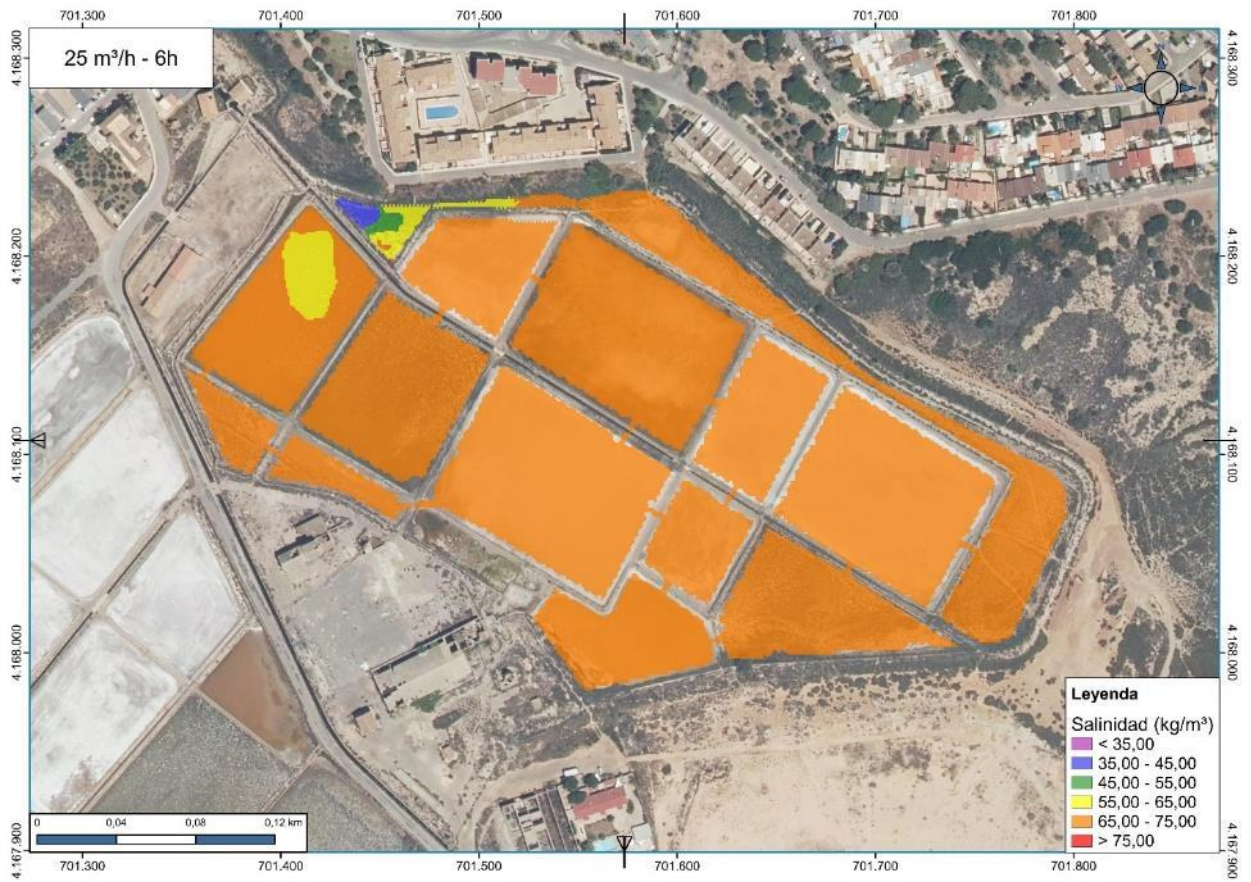 701.300 701.400 701.500 701.600 701.700 701.800
25 m³/h - 6h
4.168.300 4.168.300
4.168.200 4.168.200
4.168.100 4.168.100
4.168.000 4.168.000
4.167.900 4.167.900
N
W
S
Leyenda
Salinidad (kg/m³)
< 35,00
35,00 - 45,00
45,00 - 55,00
55,00 - 65,00
65,00 - 75,00
> 75,00
0 0,04 0,08 0,12 km
701.300 701.400 701.500 701.600 701.700 701.800